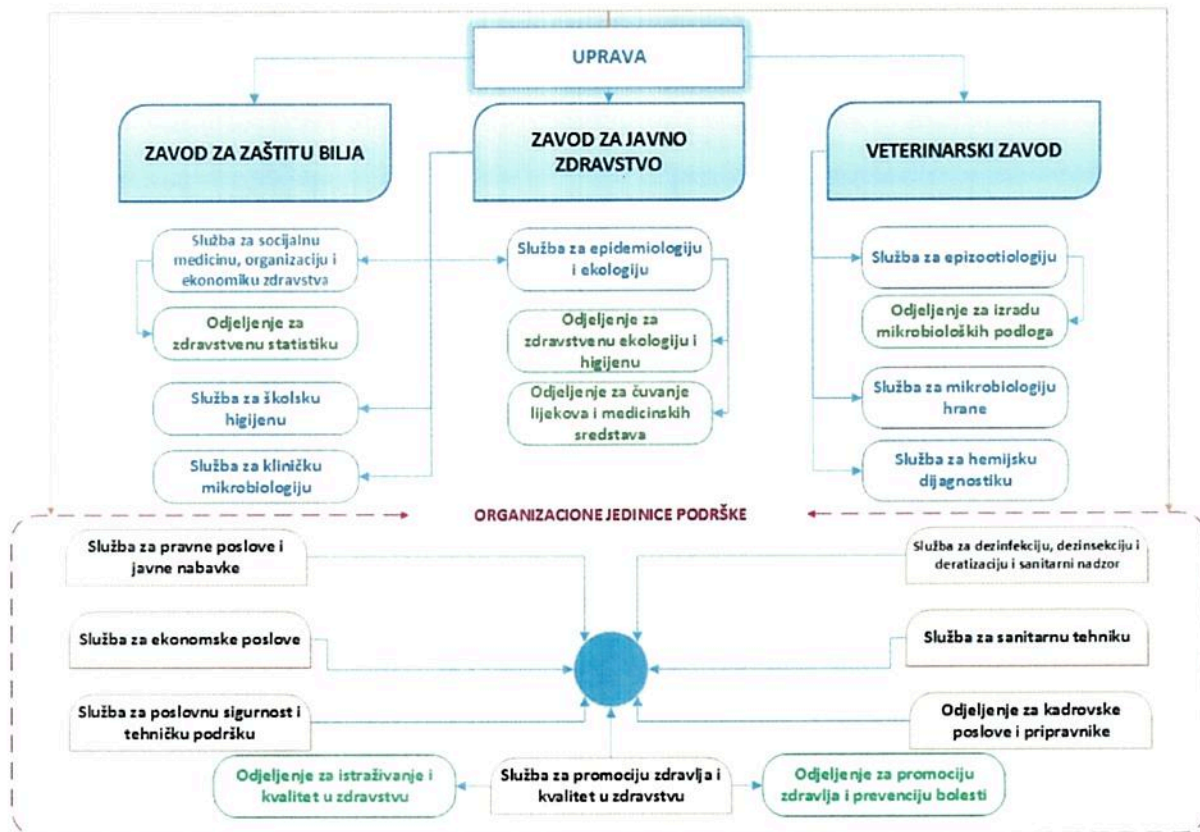 UPRAVA
ZAVOD ZA ZAŠTITU BILJA
ZAVOD ZA JAVNO
ZDRAVSTVO
VETERINARSKI ZAVOD
Služba za socijalnu
medicinu, organizaciju i
ekonomiku zdravstva
Odjeljenje za
zdravstvenu statistiku
Služba za školsku
higijenu
Služba za kliničku
mikrobiologiju
Služba za epidemiologiju
i ekologiju
Odjeljenje za
zdravstvenu ekologiju i
higijenu
Odjeljenje za čuvanje
lijekova i medicinskih
sredstava
Služba za epizootiologiju
Odjeljenje za izradu
mikrobioloških podloga
Služba za mikrobiologiju
hrane
Služba za hemijsku
dijagnostiku
ORGANIZACIONE JEDINICE PODRŠKE
Služba za pravne poslove i
javne nabavke
Služba za ekonomske poslove
Služba za poslovnu sigurnost i
tehničku podršku
Služba za dezinfekciju, dezinsekciju i
deratizaciju i sanitarni nadzor
Služba za sanitarnu tehniku
Odjeljenje za kadrovske
poslove i pripravnike
Odjeljenje za istraživanje i
kvalitet u zdravstvu
Služba za promociju zdravlja i
kvalitet u zdravstvu
Odjeljenje za promociju
zdravlja i prevenciju bolesti